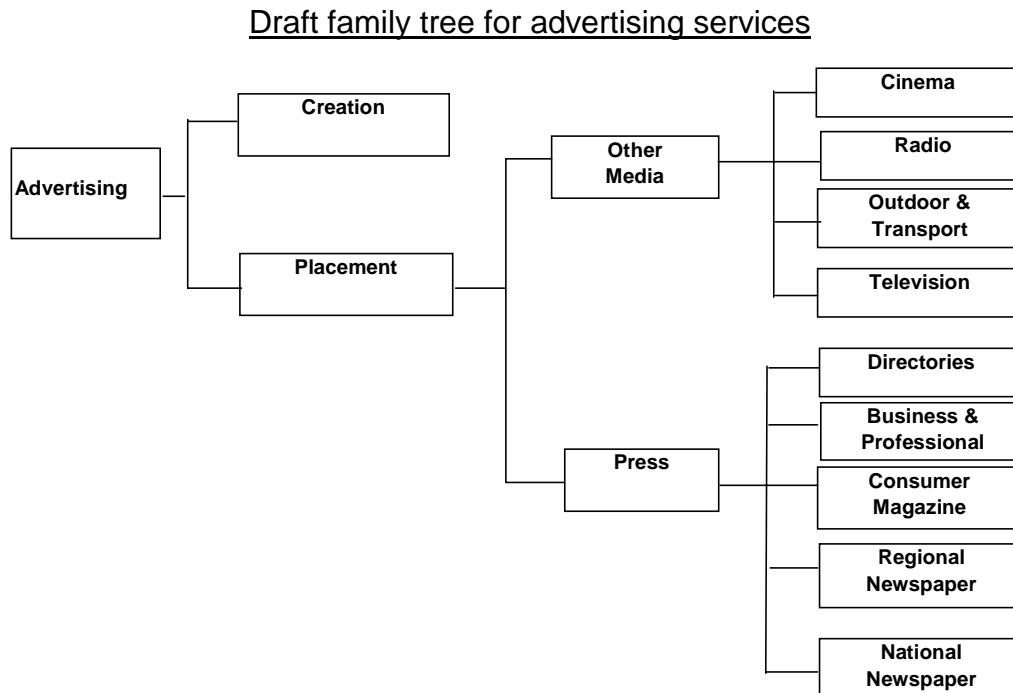 Draft family tree for advertising services
Advertising
Creation
Placement
Other
Media
Press
Cinema
Radio
Outdoor &
Transport
Television
Directories
Business &
Professional
Consumer
Magazine
Regional
Newspaper
National
Newspaper